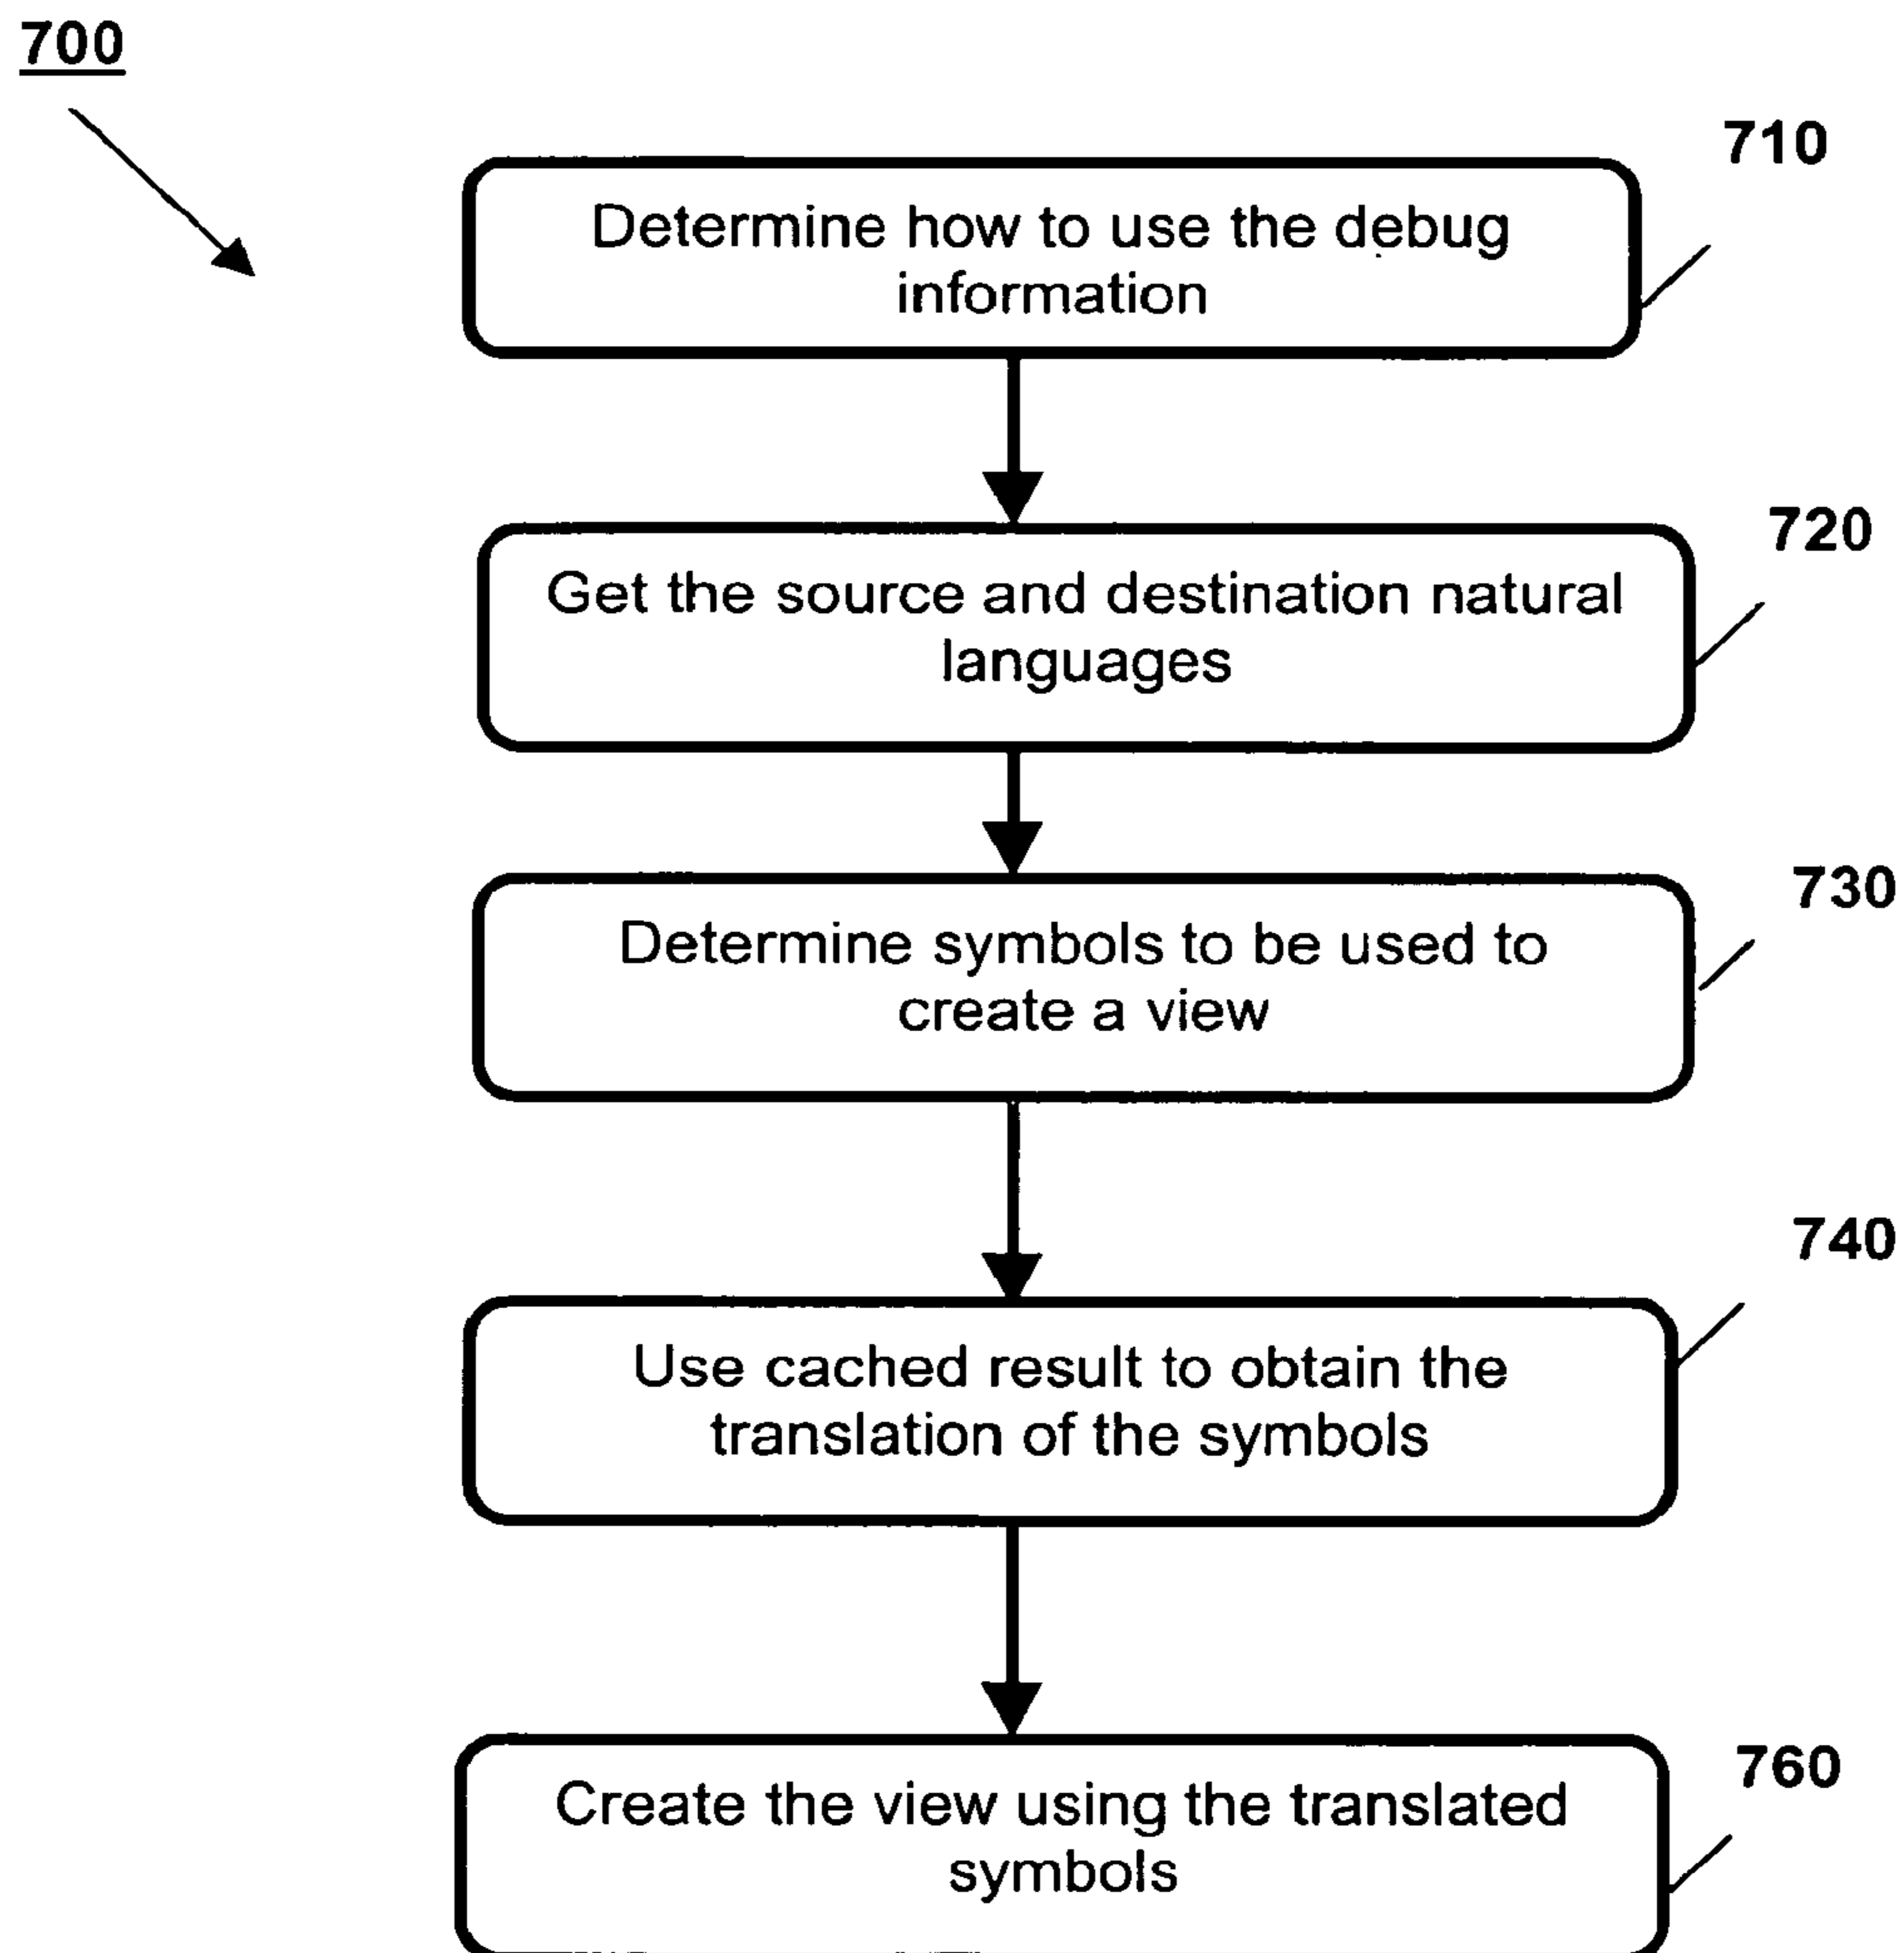 700
710
Determine how to use the debug
information
720
Get the source and destination natural
languages
730
Determine symbols to be used to
create a view
740
Use cached result to obtain the
translation of the symbols
760
Create the view using the translated
symbols